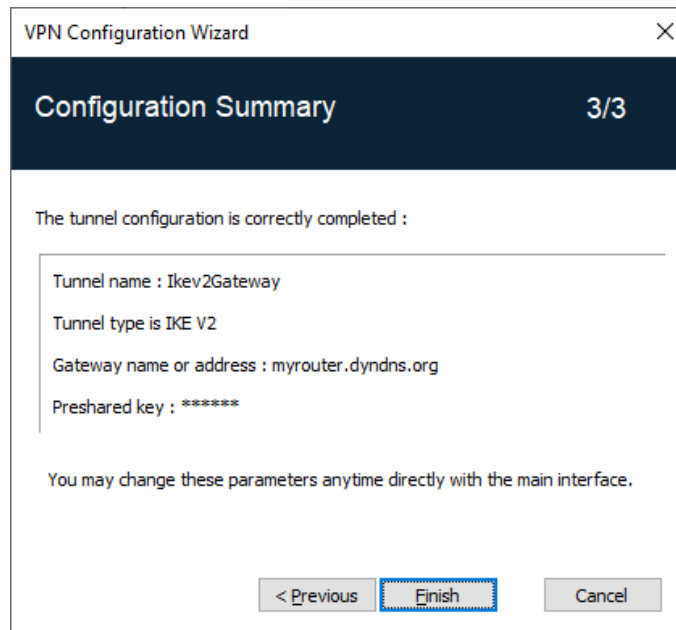 VPN Configuration Wizard
Configuration Summary 3/3
The tunnel configuration is correctly completed :
Tunnel name : Ikev2Gateway
Tunnel type is IKE V2
Gateway name or address : myrouter.dyndns.org
Preshared key : ******
You may change these parameters anytime directly with the main interface.
< Previous Finish Cancel